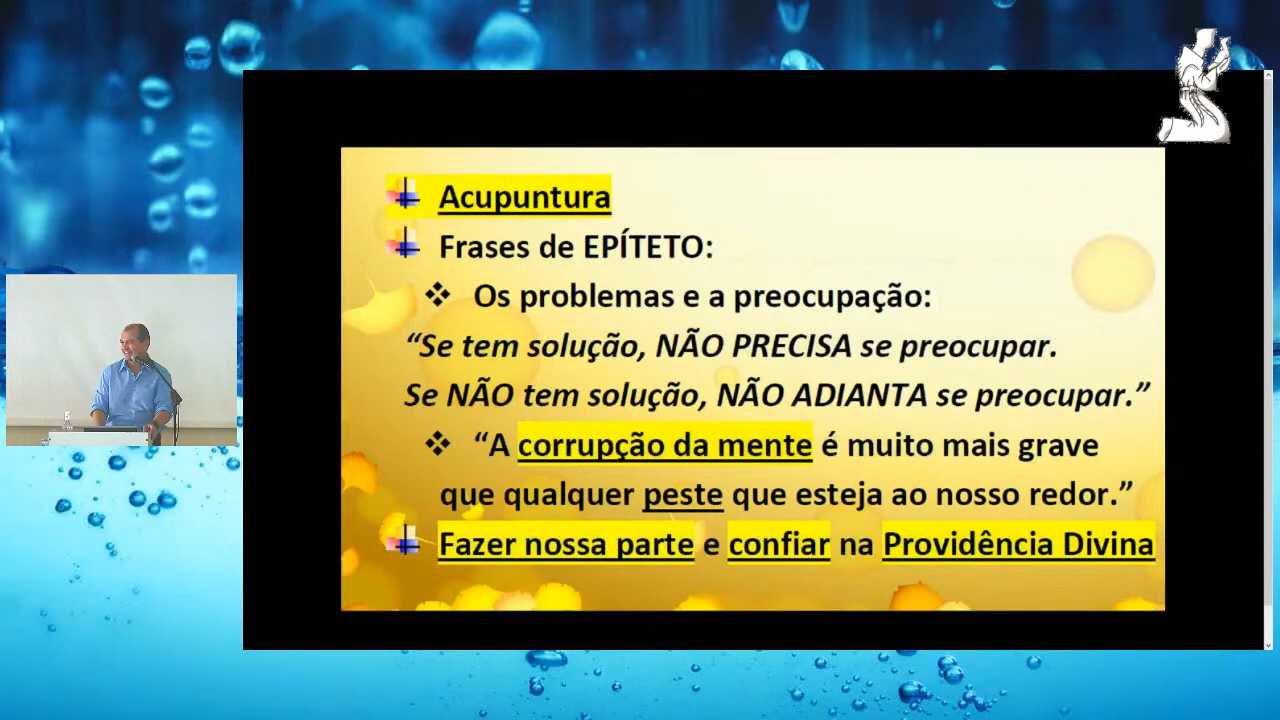 Acupuntura
Frases de EPÍTETO:
Os problemas e a preocupação:
“Se tem solução, NÃO PRECISA se preocupar.
Se NÃO tem solução, NÃO ADIANTA se preocupar.”
“A corrupção da mente é muito mais grave
que qualquer peste que esteja ao nosso redor.”
Fazer nossa parte e confiar na Providência Divina